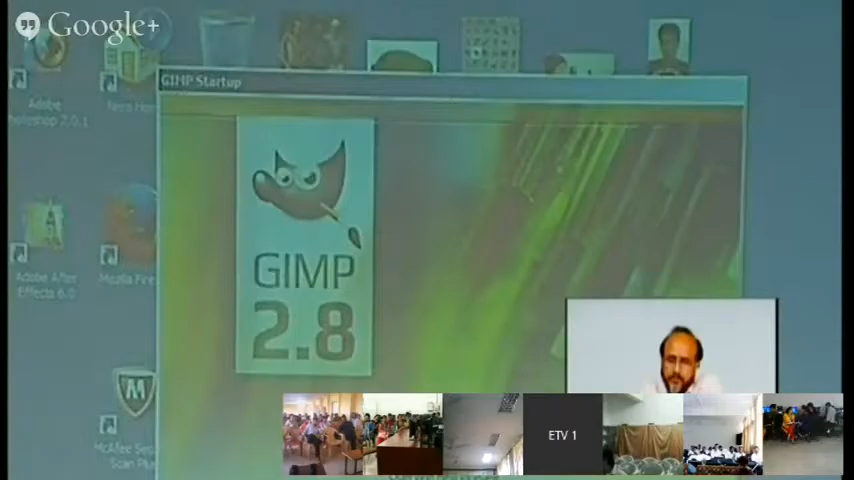 Google+
GIMP Startup
Adobe
Photoshop 7.0.1
Nero
GIMP
2.8
Adobe After
Effects 6.0
Mozilla Fire
M
McAfee Sec
Scan Plu
ETV 1